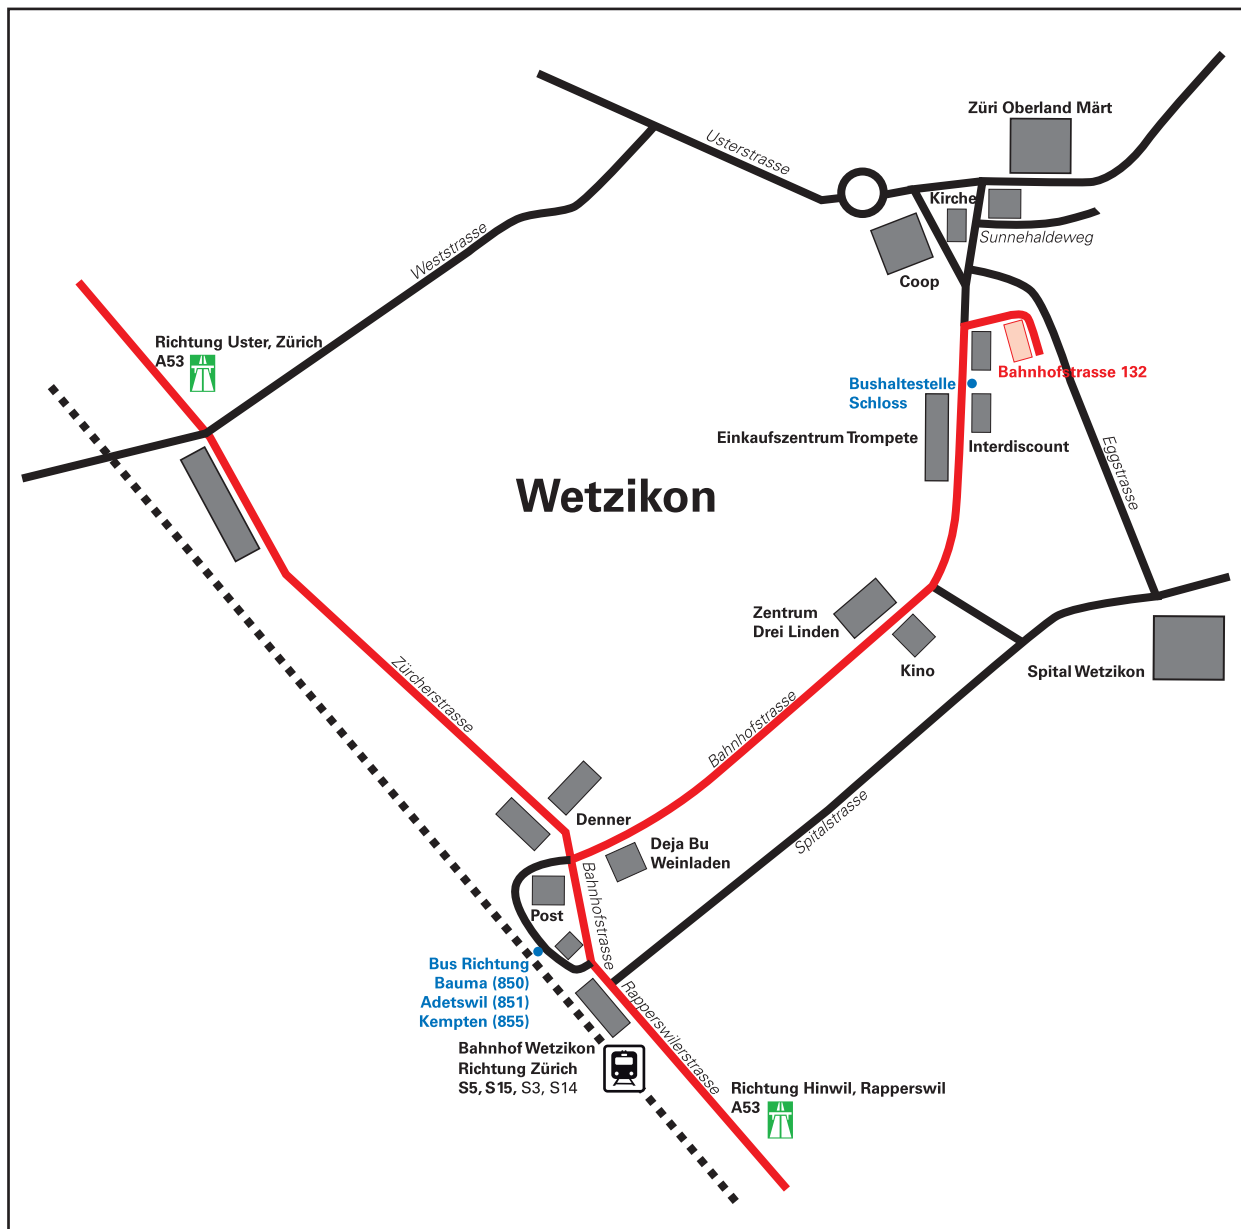 Züri Oberland Märt
Usterstrasse
Kirche
Sunnehaldeweg
Weststrasse
Coop
Richtung Uster, Zürich
A53
Bahnhofstrasse 132
Bushaltestelle
Schloss
Einkaufszentrum Trompete
Interdiscount
Eggstrasse
Wetzikon
Zentrum
Drei Linden
Kino
Spital Wetzikon
Zürcherstrasse
Bahnhofstrasse
Spitalstrasse
Denner
Deja Bu
Weinladen
Bahnhofstrasse
Post
Bus Richtung
Bauma (850)
Adetswil (851)
Kempten (855)
Rapperswilerstrasse
Bahnhof Wetzikon
Richtung Zürich
S5, S15, S3, S14
Richtung Hinwil, Rapperswil
A53